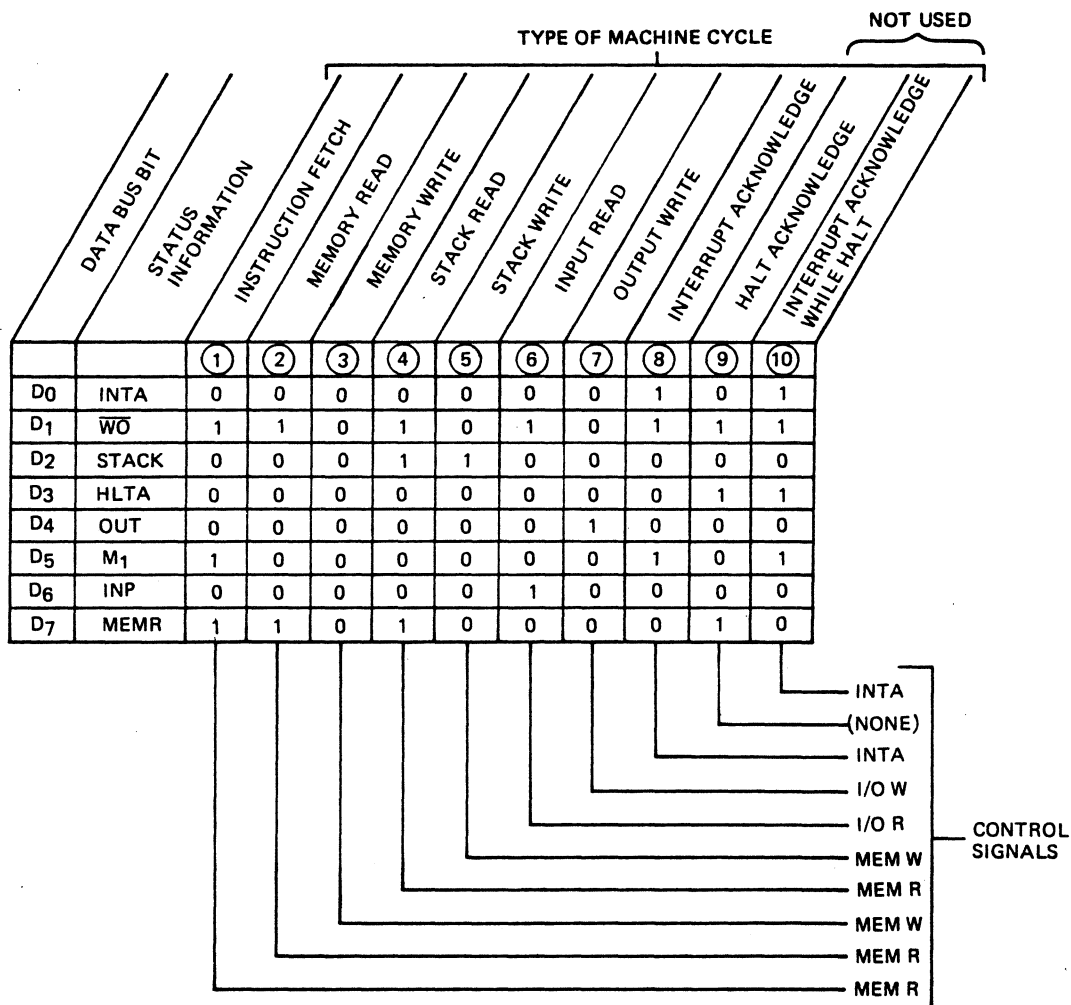 NOT USED
TYPE OF MACHINE CYCLE
DATA BUS BIT
STATUS
INFORMATION
INSTRUCTION FETCH
MEMORY READ
MEMORY WRITE
STACK READ
STACK WRITE
INPUT READ
OUTPUT WRITE
INTERRUPT ACKNOWLEDGE
HALT ACKNOWLEDGE
INTERRUPT ACKNOWLEDGE
WHILE HALT
1 2 3 4 5 6 7 8 9 10
D0 INTA 0 0 0 0 0 0 0 1 0 1
D1 W̅O̅ 1 1 0 1 0 1 0 1 1 1
D2 STACK 0 0 0 1 1 0 0 0 0 0
D3 HLTA 0 0 0 0 0 0 0 0 1 1
D4 OUT 0 0 0 0 0 0 1 0 0 0
D5 M1 1 0 0 0 0 0 0 1 0 1
D6 INP 0 0 0 0 0 1 0 0 0 0
D7 MEMR 1 1 0 1 0 0 0 0 1 0
INTA
(NONE)
INTA
I/O W
I/O R
MEM W
MEM R
MEM W
MEM R
MEM R
CONTROL
SIGNALS